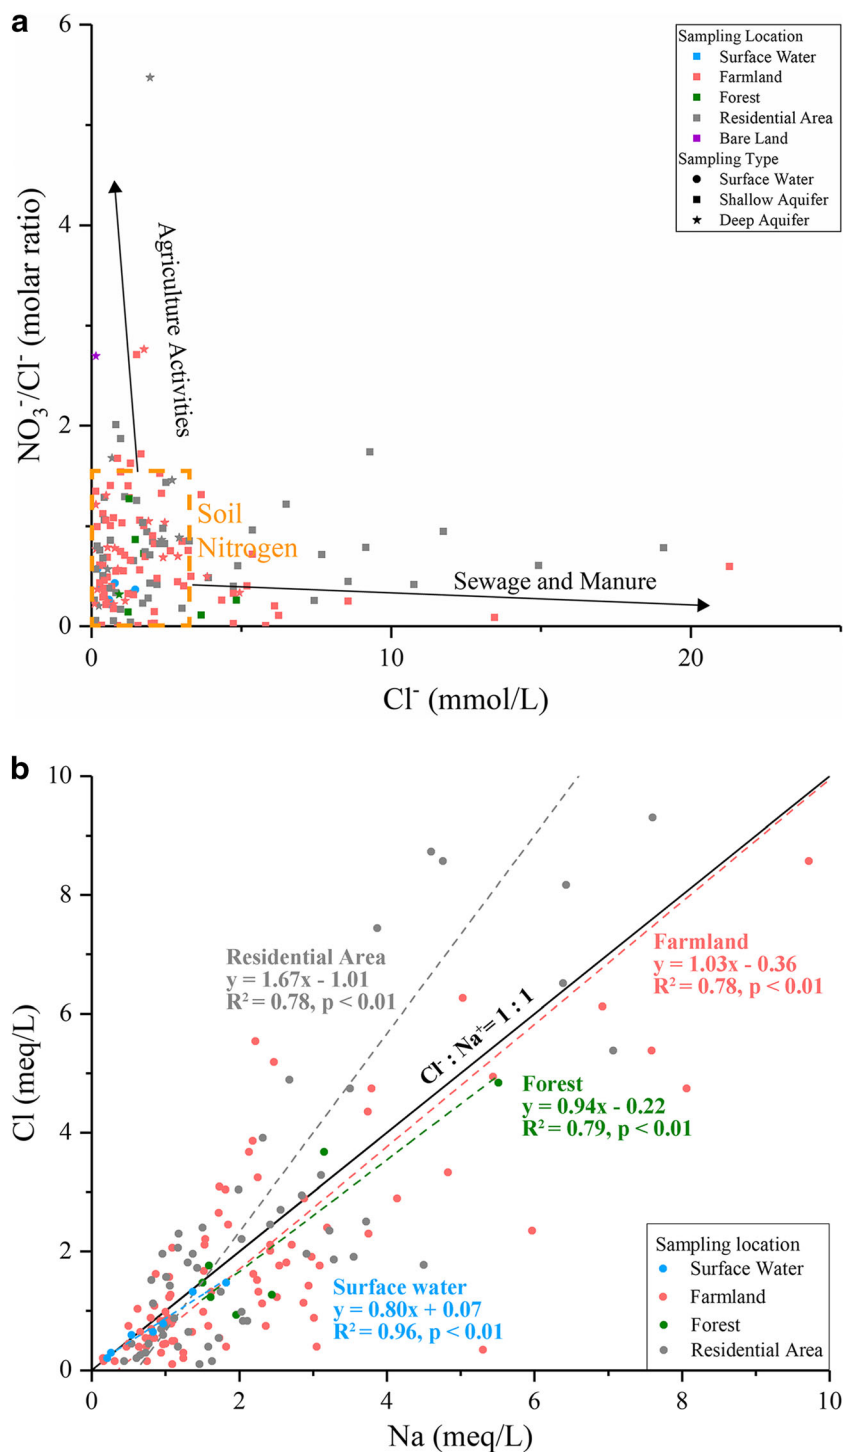 a
6
4
2
0
NO₃⁻/Cl⁻ (molar ratio)
Sampling Location
Surface Water
Farmland
Forest
Residential Area
Bare Land
Sampling Type
Surface Water
Shallow Aquifer
Deep Aquifer
Agriculture Activities
Soil
Nitrogen
Sewage and Manure
0
10
20
Cl⁻ (mmol/L)
b
10
8
6
4
2
0
Cl (meq/L)
Residential Area
y = 1.67x - 1.01
R² = 0.78, p < 0.01
Farmland
y = 1.03x - 0.36
R² = 0.78, p < 0.01
Cl⁻ : Na⁺= 1 : 1
Forest
y = 0.94x - 0.22
R² = 0.79, p < 0.01
Surface water
y = 0.80x + 0.07
R² = 0.96, p < 0.01
Sampling location
Surface Water
Farmland
Forest
Residential Area
0
2
4
6
8
10
Na (meq/L)